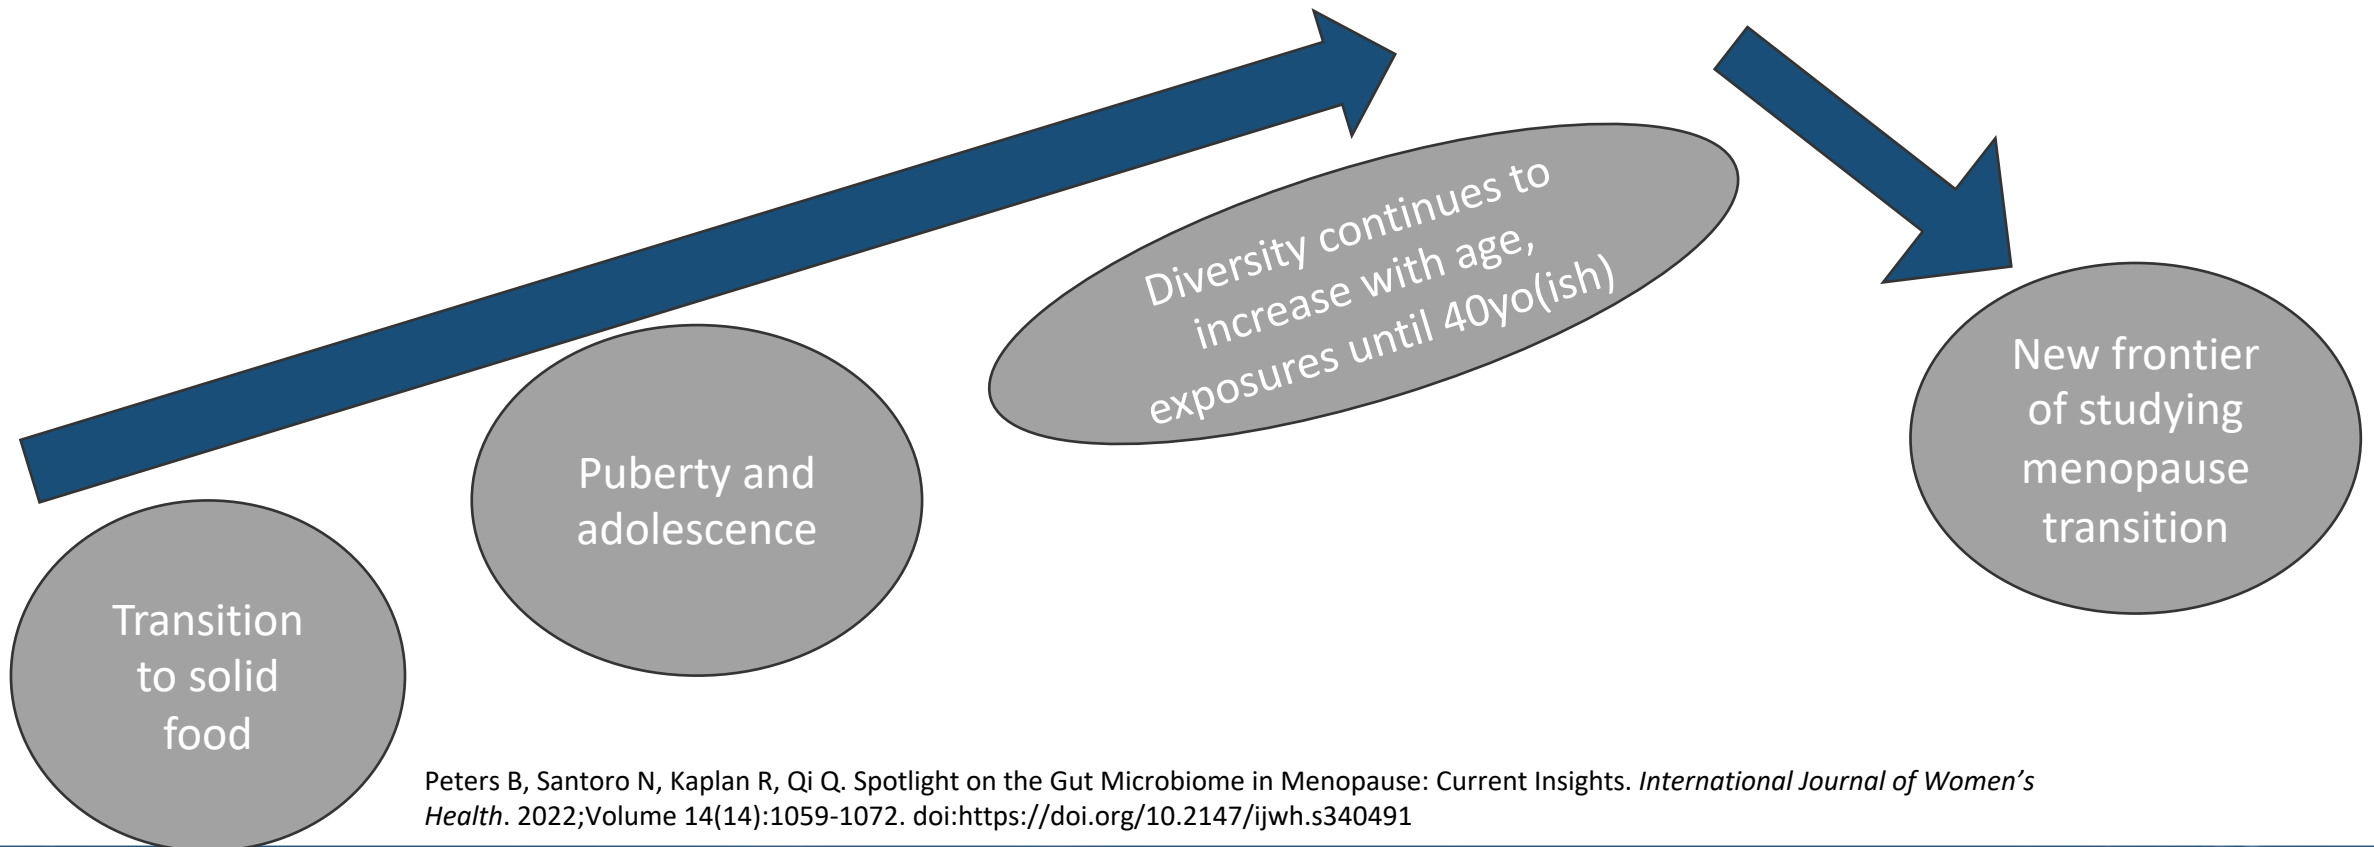 Transition
to solid
food
Puberty and
adolescence
Diversity continues to
increase with age,
exposures until 40yo(ish)
New frontier
of studying
menopause
transition
Peters B, Santoro N, Kaplan R, Qi Q. Spotlight on the Gut Microbiome in Menopause: Current Insights. International Journal of Women’s
Health. 2022;Volume 14(14):1059-1072. doi:https://doi.org/10.2147/ijwh.s340491